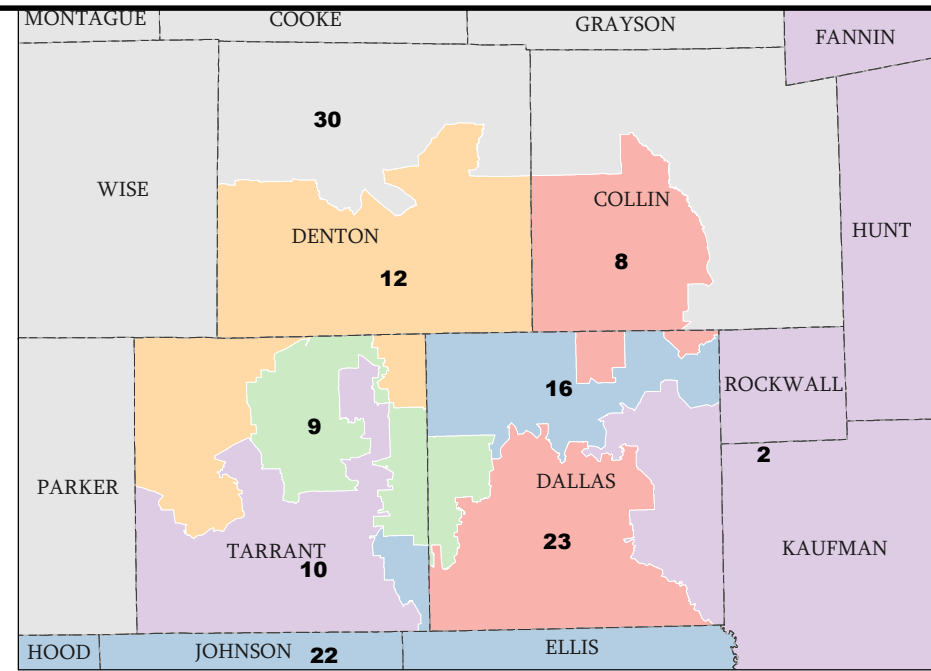 MONTAGUE
COOKE
GRAYSON
FANNIN
30
WISE
COLLIN
HUNT
DENTON
8
12
16
ROCKWALL
9
2
DALLAS
PARKER
23
KAUFMAN
TARRANT
10
HOOD
JOHNSON 22
ELLIS